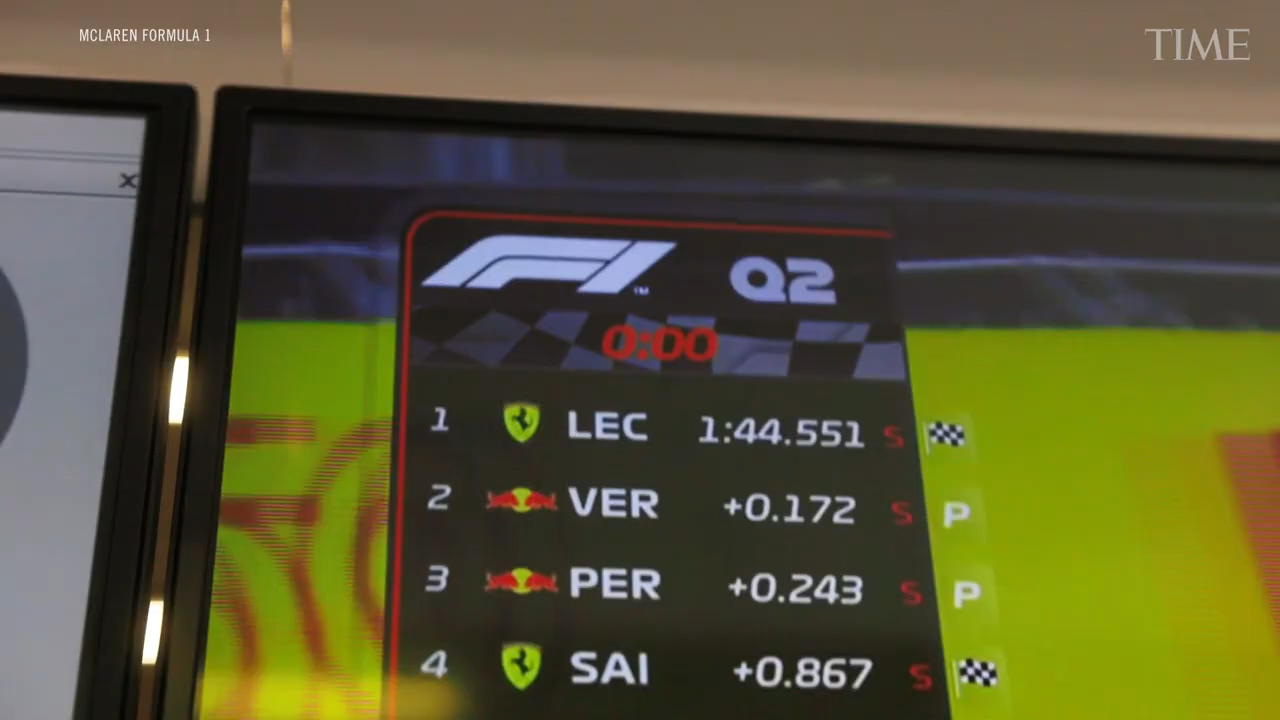 MCLAREN FORMULA 1
TIME
X
F1 Q2
TM
0:00
1 LEC 1:44.551 S
2 VER +0.172 S P
3 PER +0.243 S P
4 SAI +0.867 S